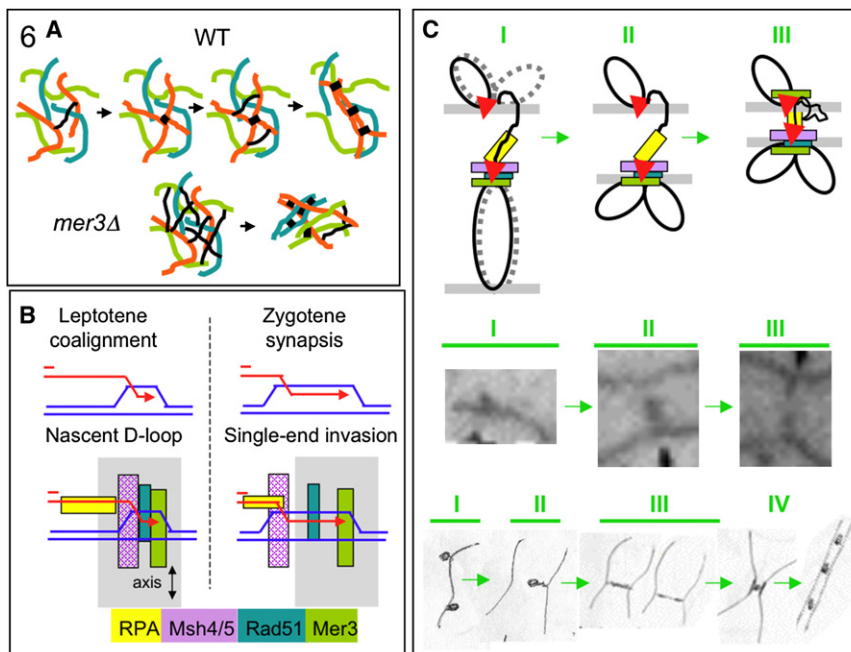 6 A
WT
mer3Δ
B
Leptotene coalignment
Zygotene synapsis
Nascent D-loop
Single-end invasion
axis
RPA Msh4/5 Rad51 Mer3
C
I II III
I II III
I II III IV